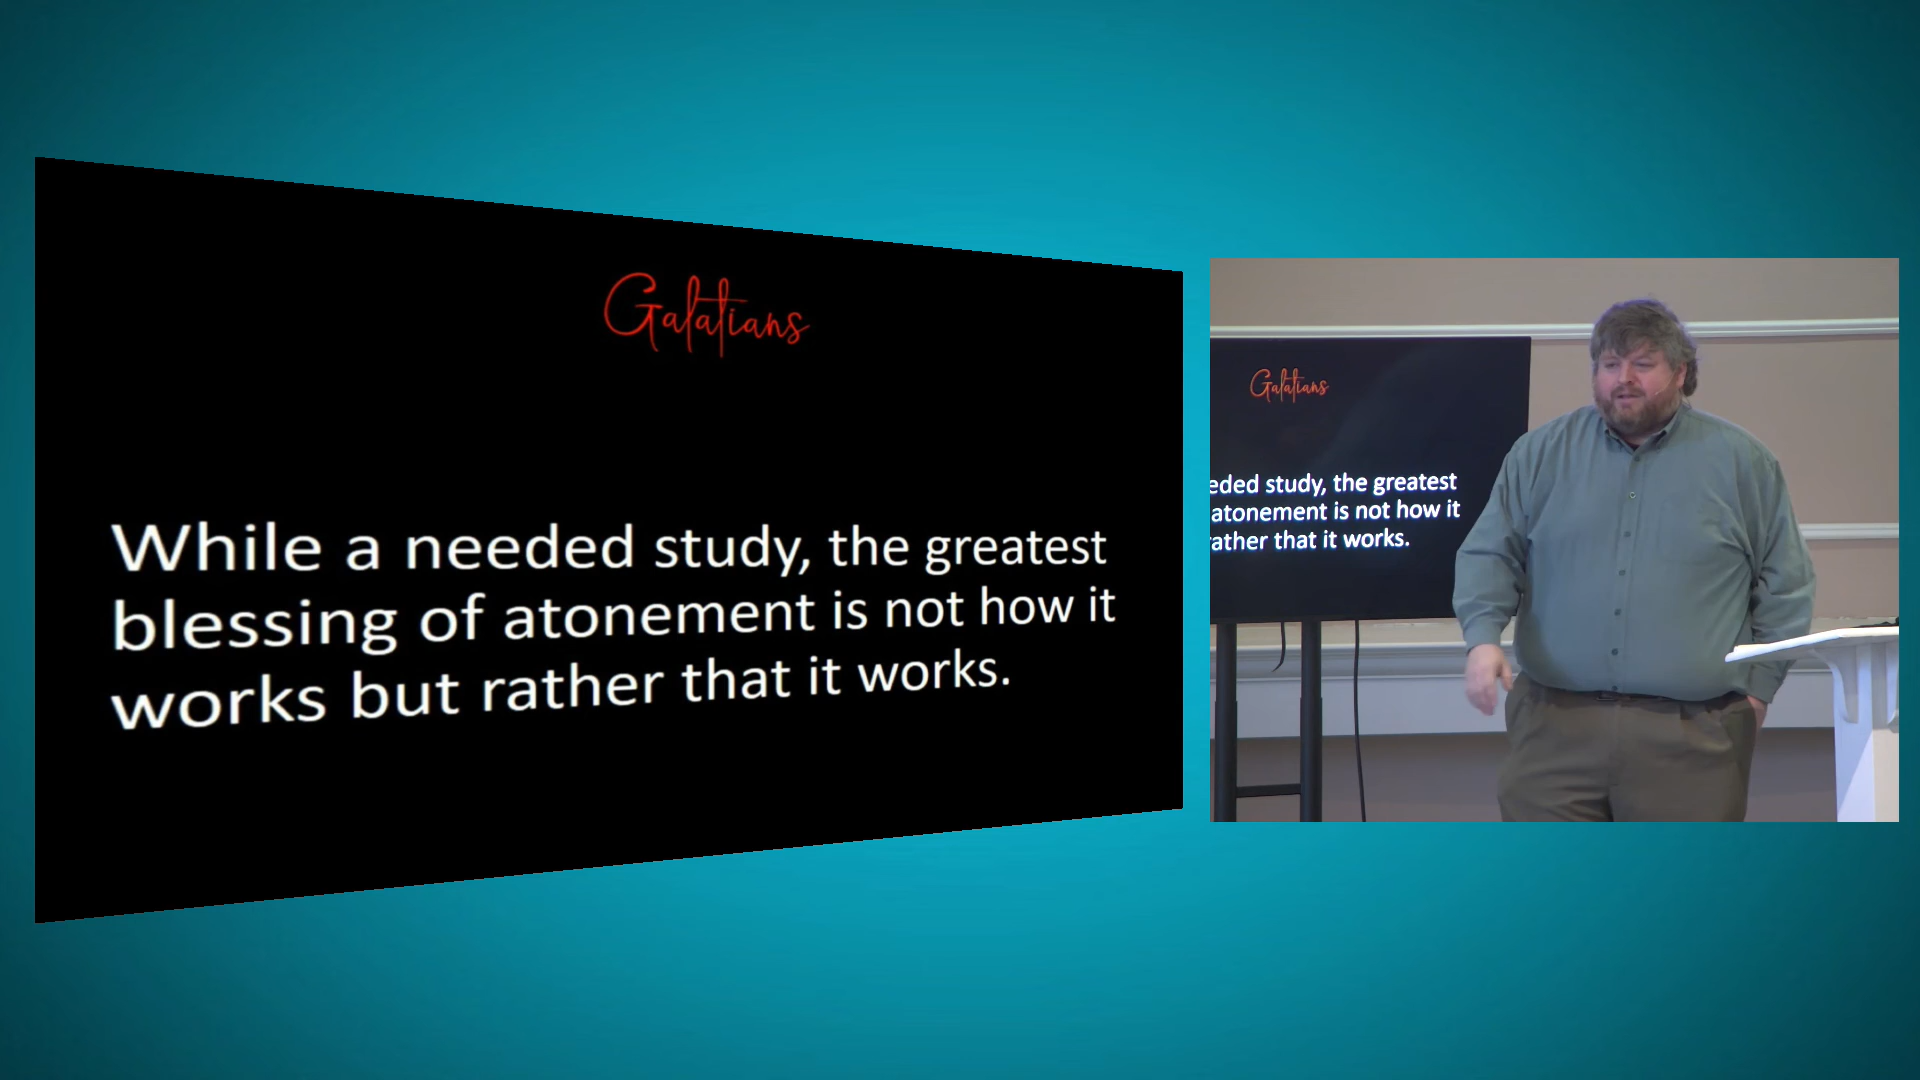 Galatians
While a needed study, the greatest
blessing of atonement is not how it
works but rather that it works.
Galatians
eded study, the greatest
atonement is not how it
rather that it works.